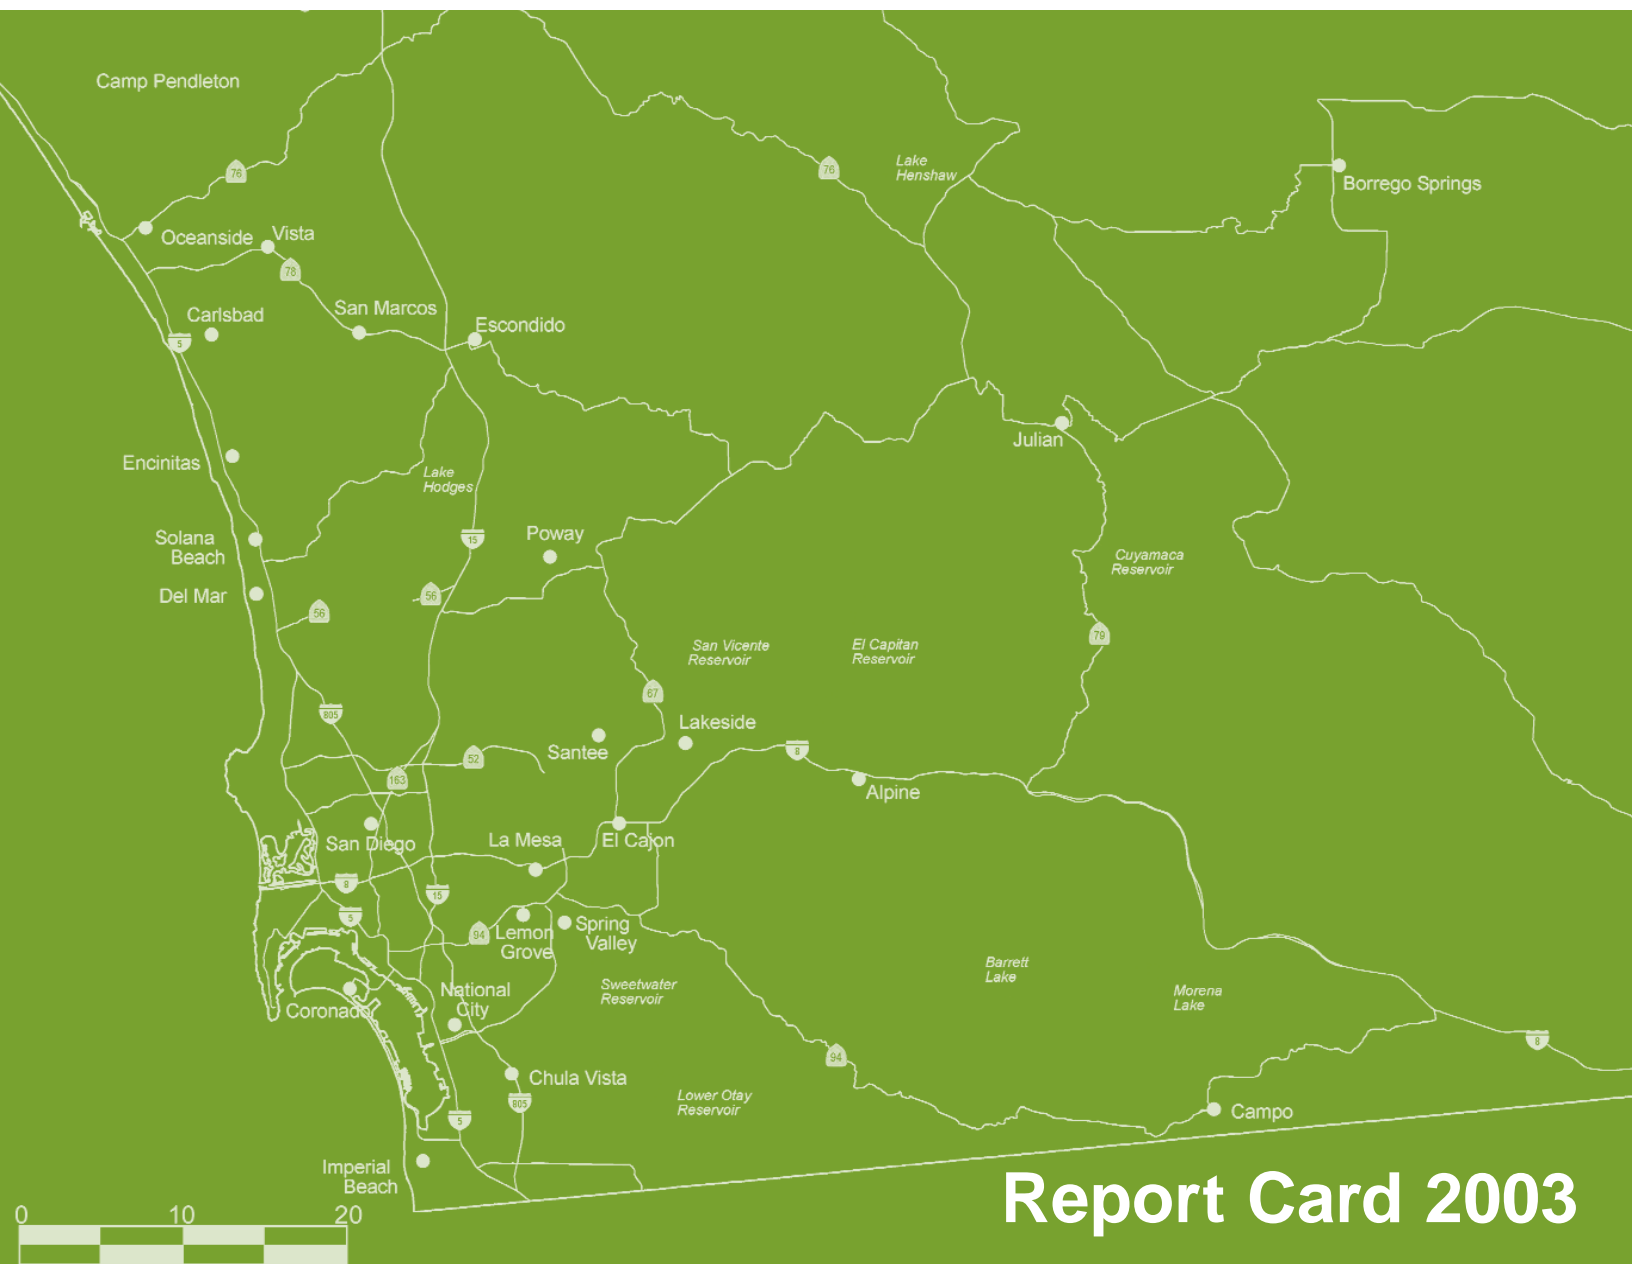 Camp Pendleton
76
76
Lake
Henshaw
Borrego Springs
Oceanside
Vista
78
Carlsbad
San Marcos
Escondido
5
Julian
Encinitas
Lake
Hodges
Solana
Beach
15
Poway
Cuyamaca
Reservoir
Del Mar
56
56
79
San Vicente
Reservoir
El Capitan
Reservoir
67
805
Lakeside
Santee
52
163
8
Alpine
San Diego
La Mesa
El Cajon
8
15
5
94
Lemon
Grove
Spring
Valley
Barrett
Lake
Sweetwater
Reservoir
Morena
Lake
National
City
Coronado
8
94
Chula Vista
805
5
Lower Otay
Reservoir
Campo
Imperial
Beach
Report Card 2003
0 10 20